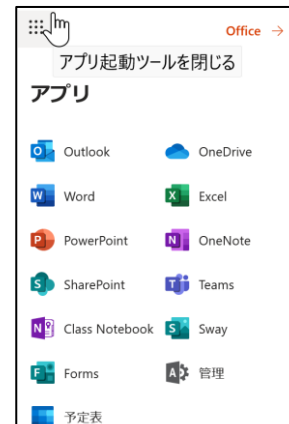 Office →
アプリ起動ツールを閉じる
アプリ
Outlook OneDrive
Word Excel
PowerPoint OneNote
SharePoint Teams
Class Notebook Sway
Forms 管理
予定表